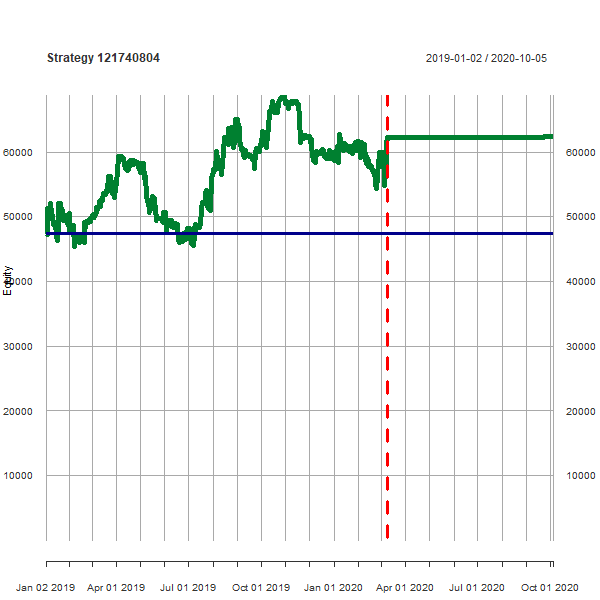 Strategy 121740804
2019-01-02 / 2020-10-05
60000
60000
50000
50000
40000
40000
Equity
30000
30000
20000
20000
10000
10000
Jan 02 2019
Apr 01 2019
Jul 01 2019
Oct 01 2019
Jan 01 2020
Apr 01 2020
Jul 01 2020
Oct 01 2020